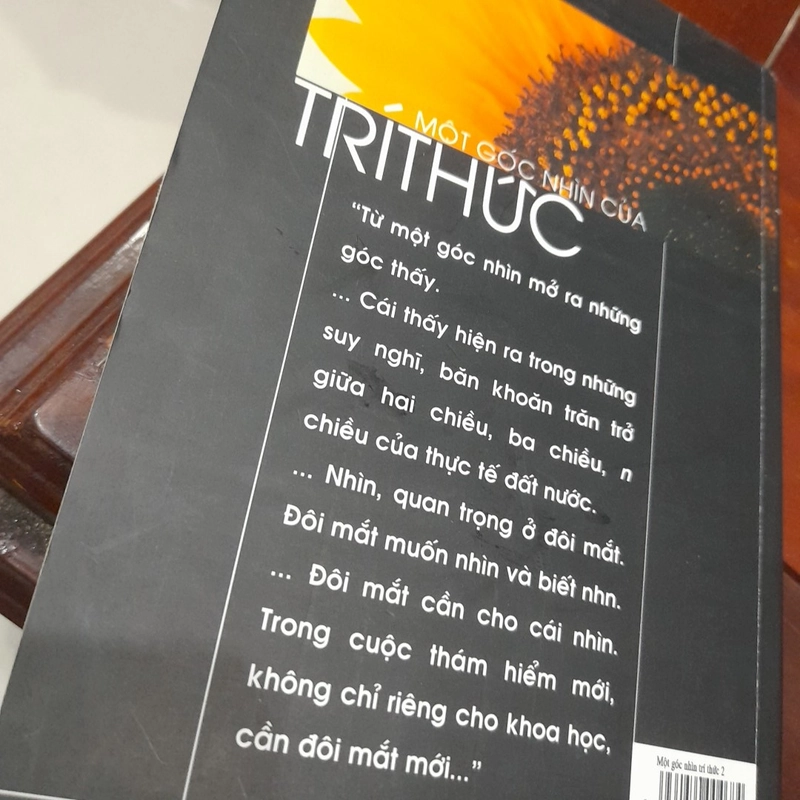 MỘT GÓC NHÌN CỦA
TRÍ THỨC
“Từ một góc nhìn mở ra những
góc thấy.
... Cái thấy hiện ra trong những
suy nghĩ, băn khoăn trăn trở
giữa hai chiều, ba chiều, n
chiều của thực tế đất nước.
... Nhìn, quan trọng ở đôi mắt.
Đôi mắt muốn nhìn và biết nhn.
... Đôi mắt cần cho cái nhìn.
Trong cuộc thám hiểm mới,
không chỉ riêng cho khoa học,
cần đôi mắt mới...”
Một góc nhìn trí thức 2